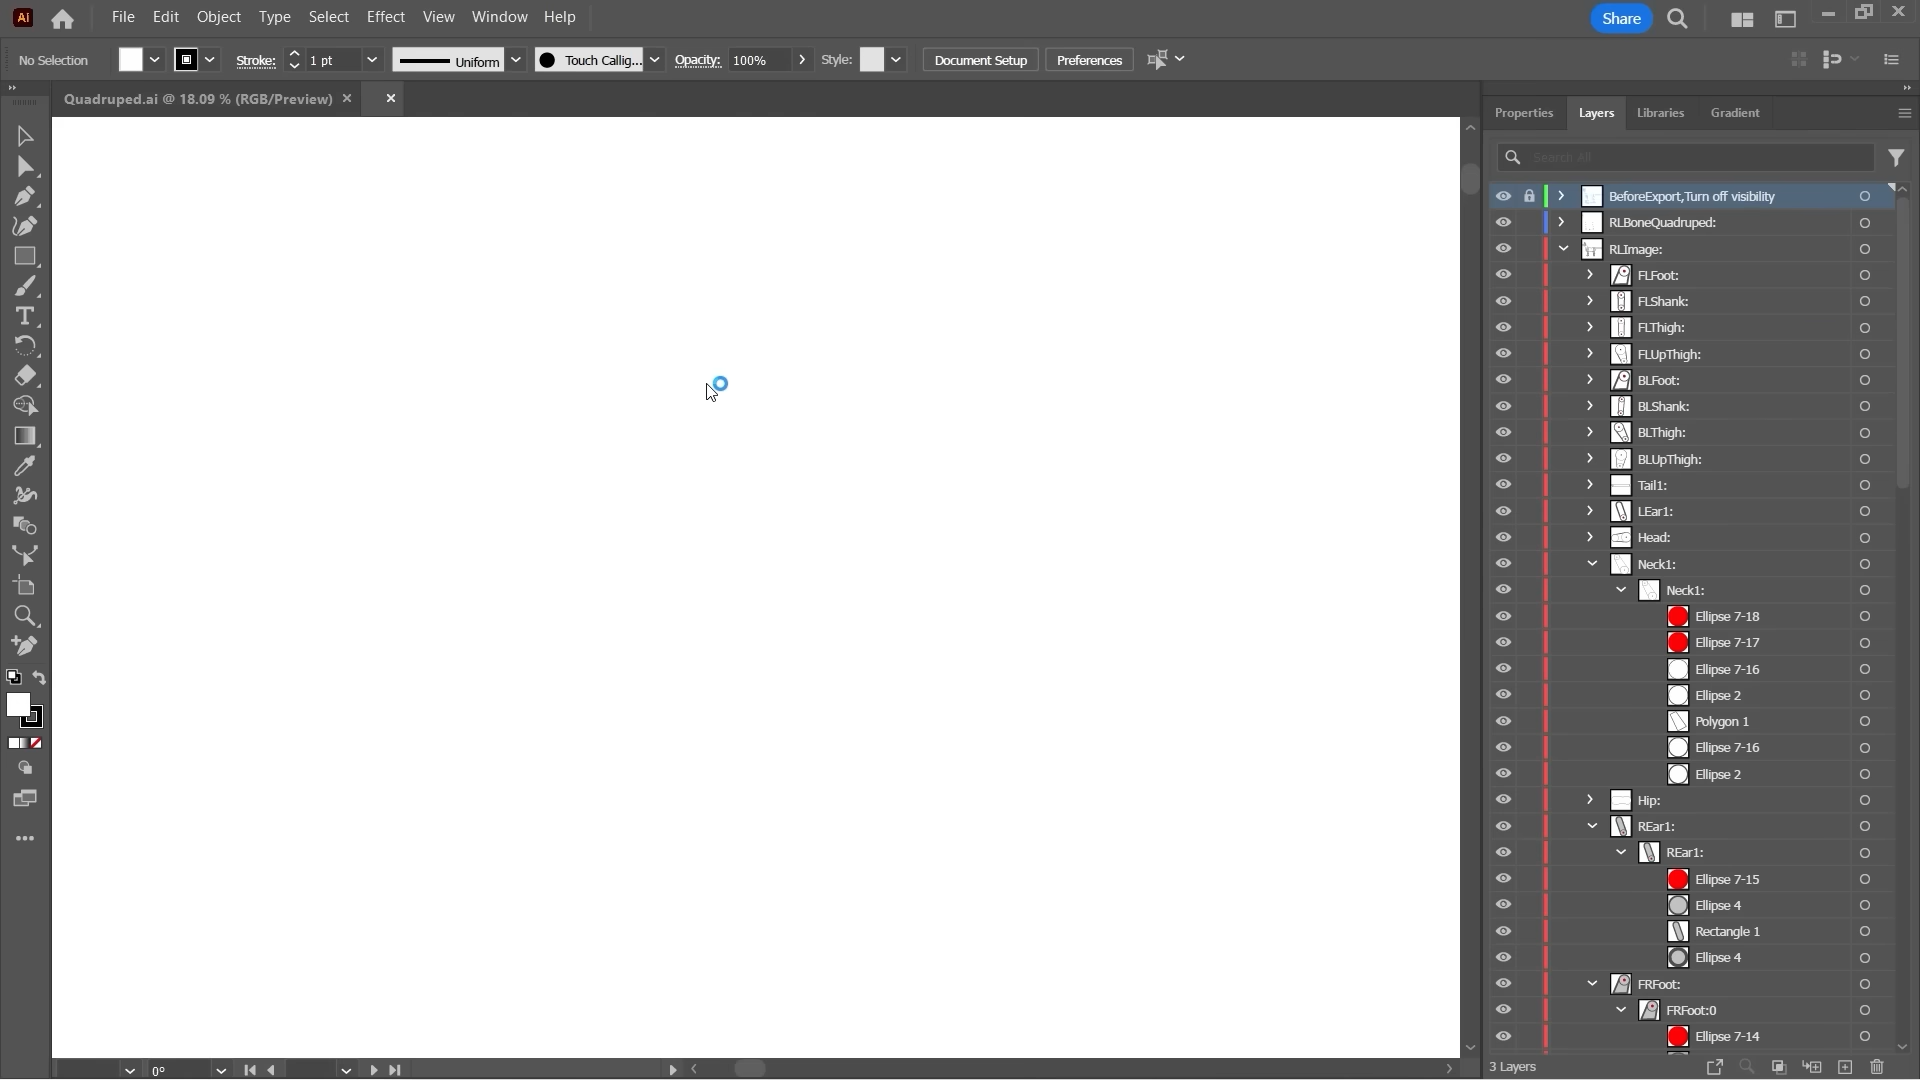 Ai File Edit Object Type Select Effect View Window Help Share
No Selection Stroke: 1 pt Uniform Touch Callig... Opacity: 100% Style: Document Setup Preferences
Quadruped.ai @ 18.09 % (RGB/Preview)
Properties Layers Libraries Gradient
Search All
BeforeExport,Turn off visibility
RLBoneQuadruped:
RLImage:
FLFoot:
FLShank:
FLThigh:
FLUpThigh:
BLFoot:
BLShank:
BLThigh:
BLUpThigh:
Tail1:
LEar1:
Head:
Neck1:
Neck1:
Ellipse 7-18
Ellipse 7-17
Ellipse 7-16
Ellipse 2
Polygon 1
Ellipse 7-16
Ellipse 2
Hip:
REar1:
REar1:
Ellipse 7-15
Ellipse 4
Rectangle 1
Ellipse 4
FRFoot:
FRFoot:0
Ellipse 7-14
0°
3 Layers